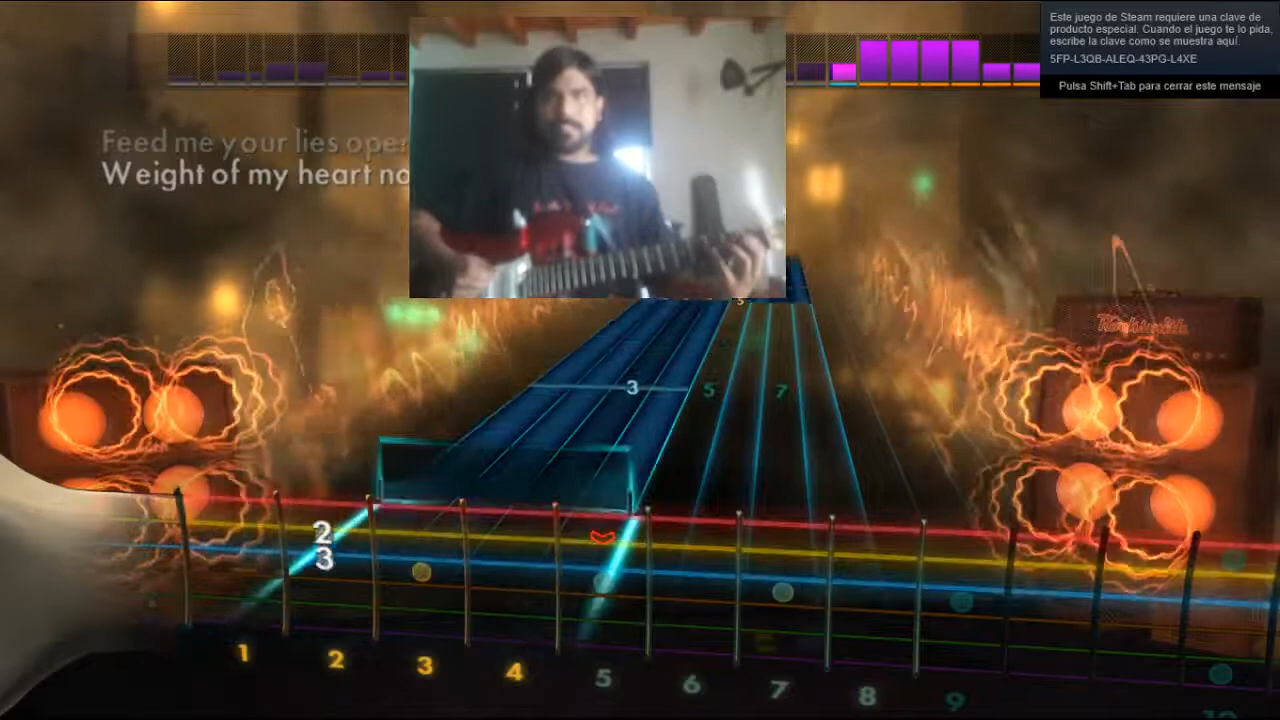 Este juego de Steam requiere una clave de
producto especial. Cuando el juego te lo pida,
escribe la clave como se muestra aquí.
5FP-L3QB-ALEQ-43PG-L4XE
Pulsa Shift+Tab para cerrar este mensaje
Feed me your lies oper
Weight of my heart no
Rocksmith
3
5
7
2
3
1
2
3
4
5
6
7
8
9